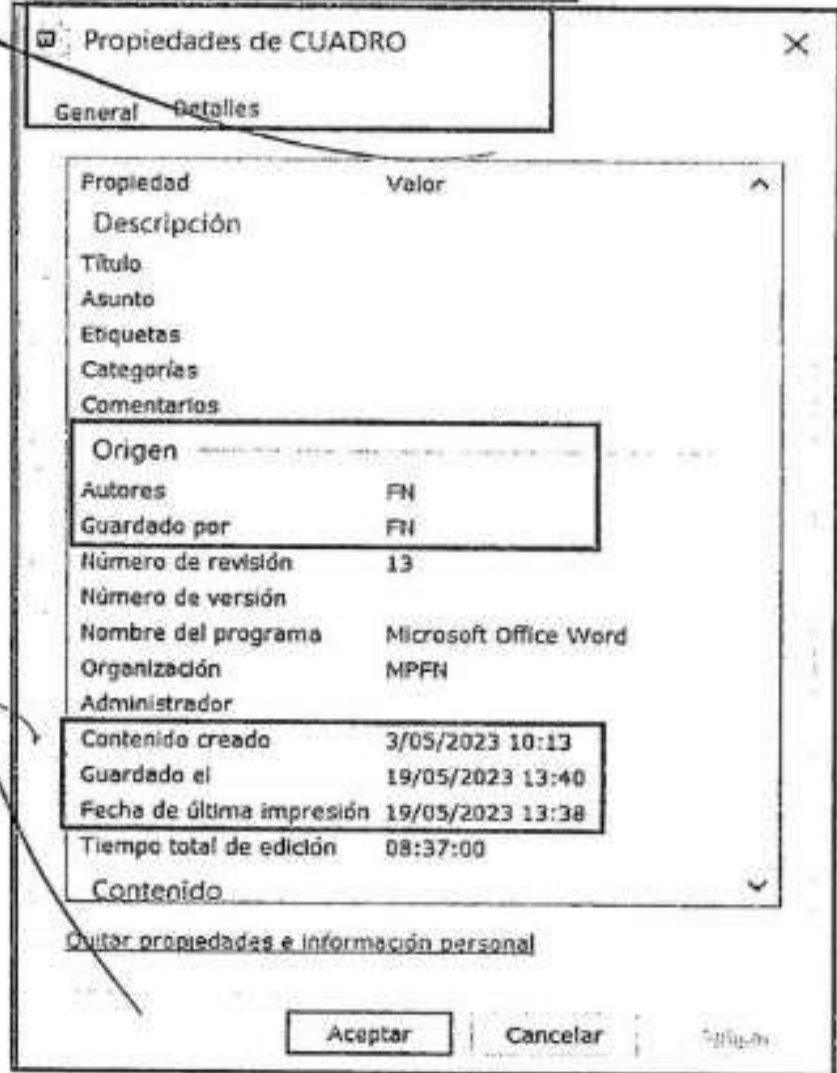 Propiedades de CUADRO
General Detalles
Propiedad Valor
Descripción
Título
Asunto
Etiquetas
Categorías
Comentarios
Origen
Autores FN
Guardado por FN
Número de revisión 13
Número de versión
Nombre del programa Microsoft Office Word
Organización MPFN
Administrador
Contenido creado 3/05/2023 10:13
Guardado el 19/05/2023 13:40
Fecha de última impresión 19/05/2023 13:38
Tiempo total de edición 08:37:00
Contenido
Quitar propiedades e información personal
Aceptar Cancelar